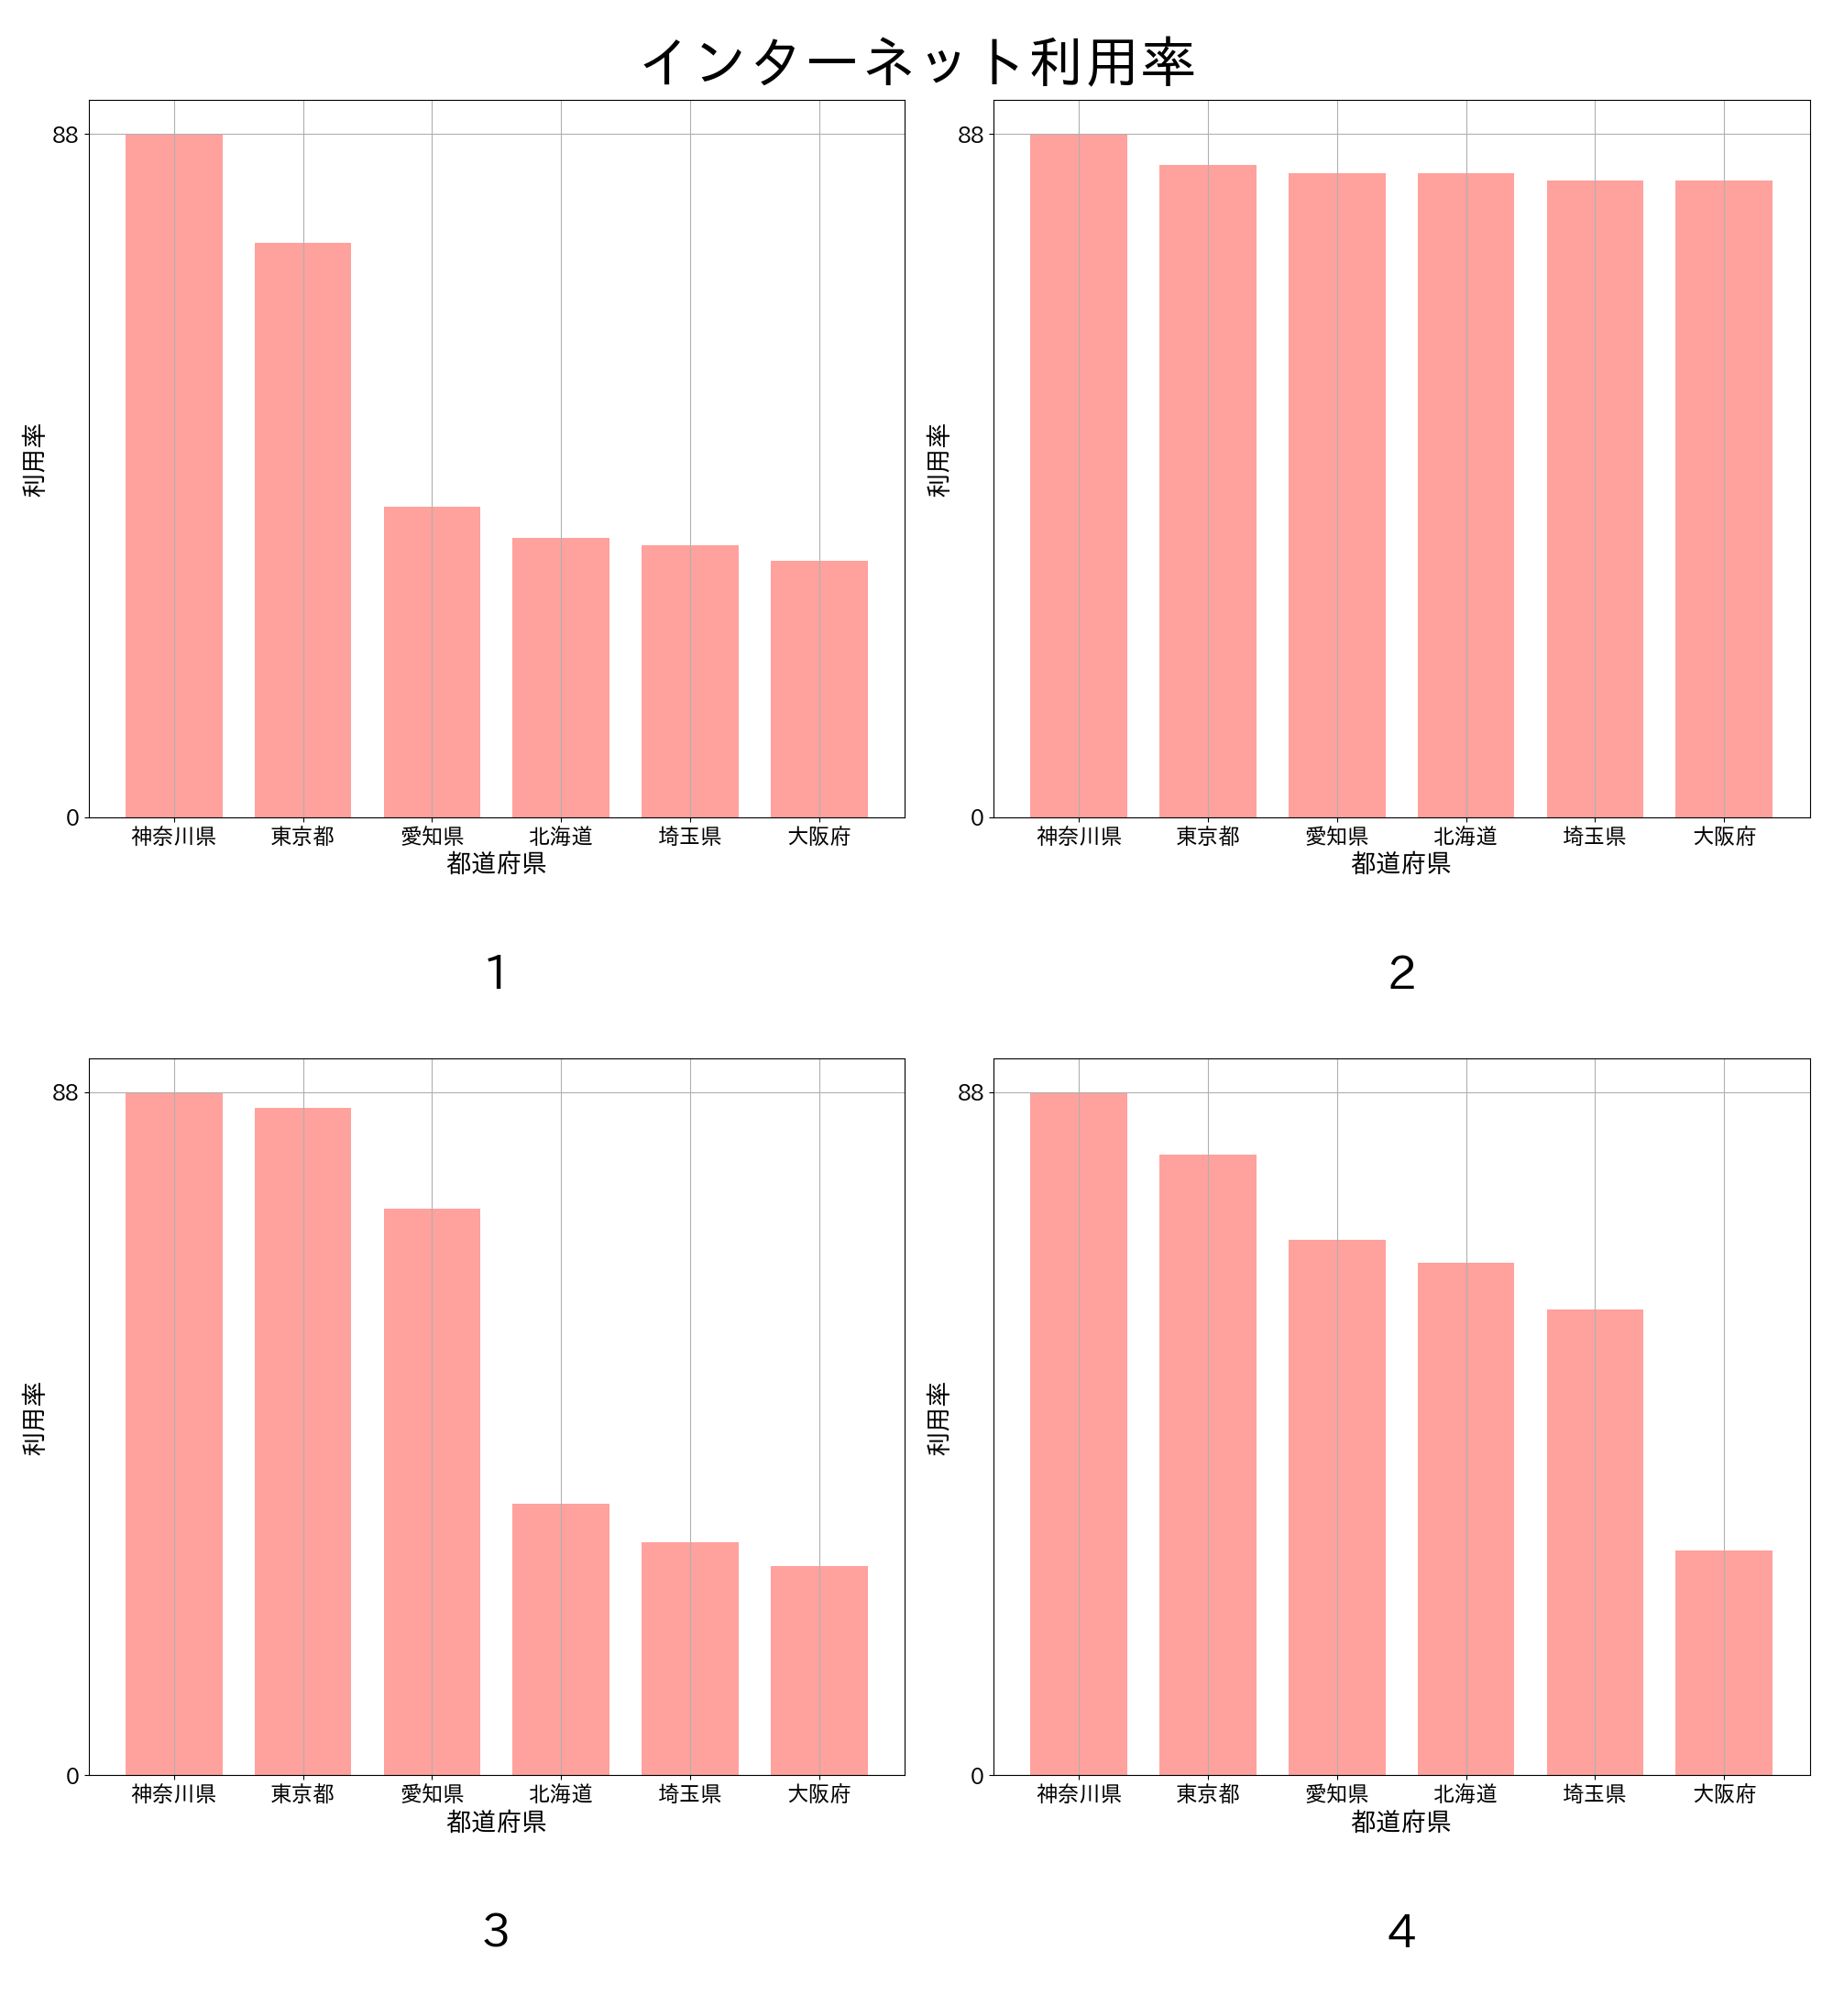 インターネット利用率
88
0
利用率
神奈川県 東京都 愛知県 北海道 埼玉県 大阪府
都道府県
1
88
0
利用率
神奈川県 東京都 愛知県 北海道 埼玉県 大阪府
都道府県
2
88
0
利用率
神奈川県 東京都 愛知県 北海道 埼玉県 大阪府
都道府県
3
88
0
利用率
神奈川県 東京都 愛知県 北海道 埼玉県 大阪府
都道府県
4